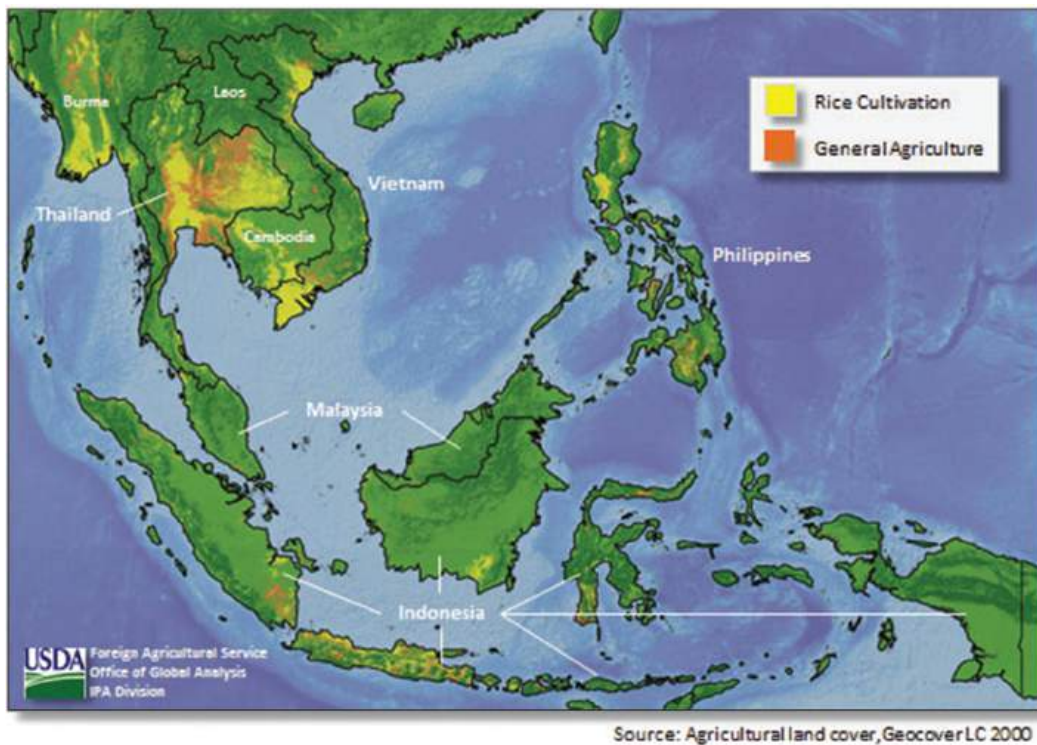 Rice Cultivation
General Agriculture
Burma
Laos
Vietnam
Thailand
Cambodia
Philippines
Malaysia
Indonesia
USDA
Foreign Agricultural Service
Office of Global Analysis
IPA Division
Source: Agricultural land cover,Geocover LC 2000